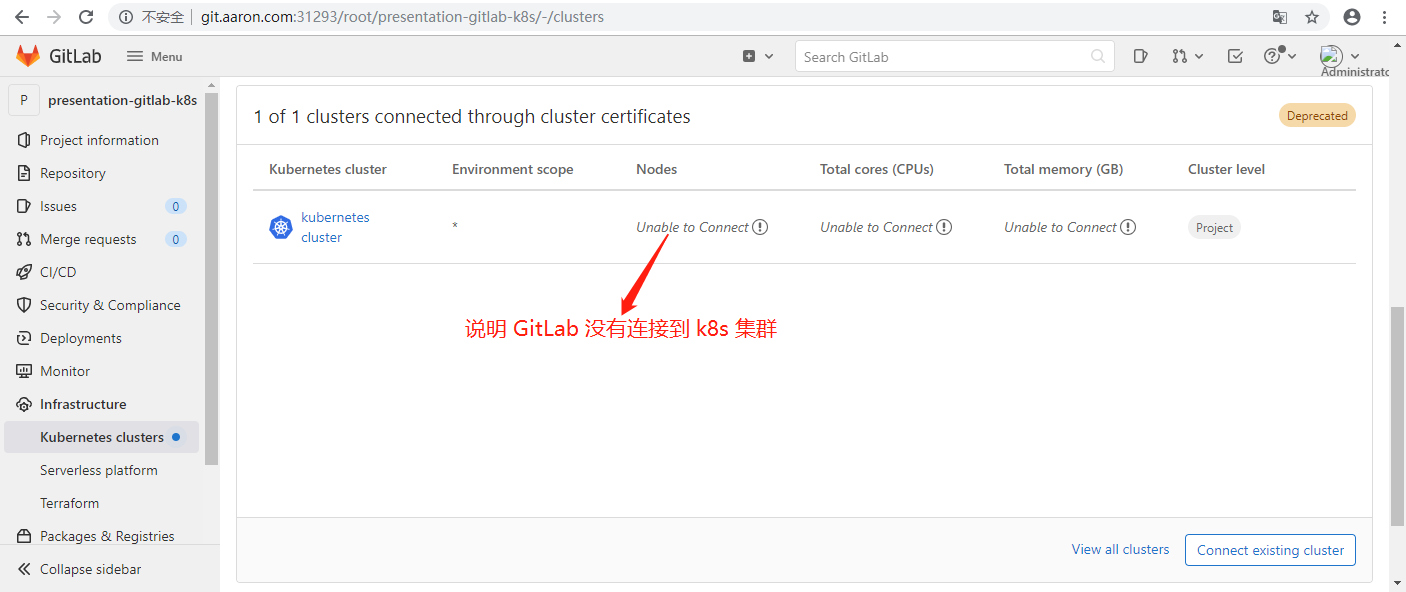 不安全 git.aaron.com:31293/root/presentation-gitlab-k8s/-/clusters
GitLab Menu Search GitLab
Administrato
P presentation-gitlab-k8s
Project information
Repository
Issues 0
Merge requests 0
CI/CD
Security & Compliance
Deployments
Monitor
Infrastructure
Kubernetes clusters
Serverless platform
Terraform
Packages & Registries
Collapse sidebar
1 of 1 clusters connected through cluster certificates Deprecated
Kubernetes cluster Environment scope Nodes Total cores (CPUs) Total memory (GB) Cluster level
kubernetes cluster * Unable to Connect Unable to Connect Unable to Connect Project
说明 GitLab 没有连接到 k8s 集群
View all clusters Connect existing cluster